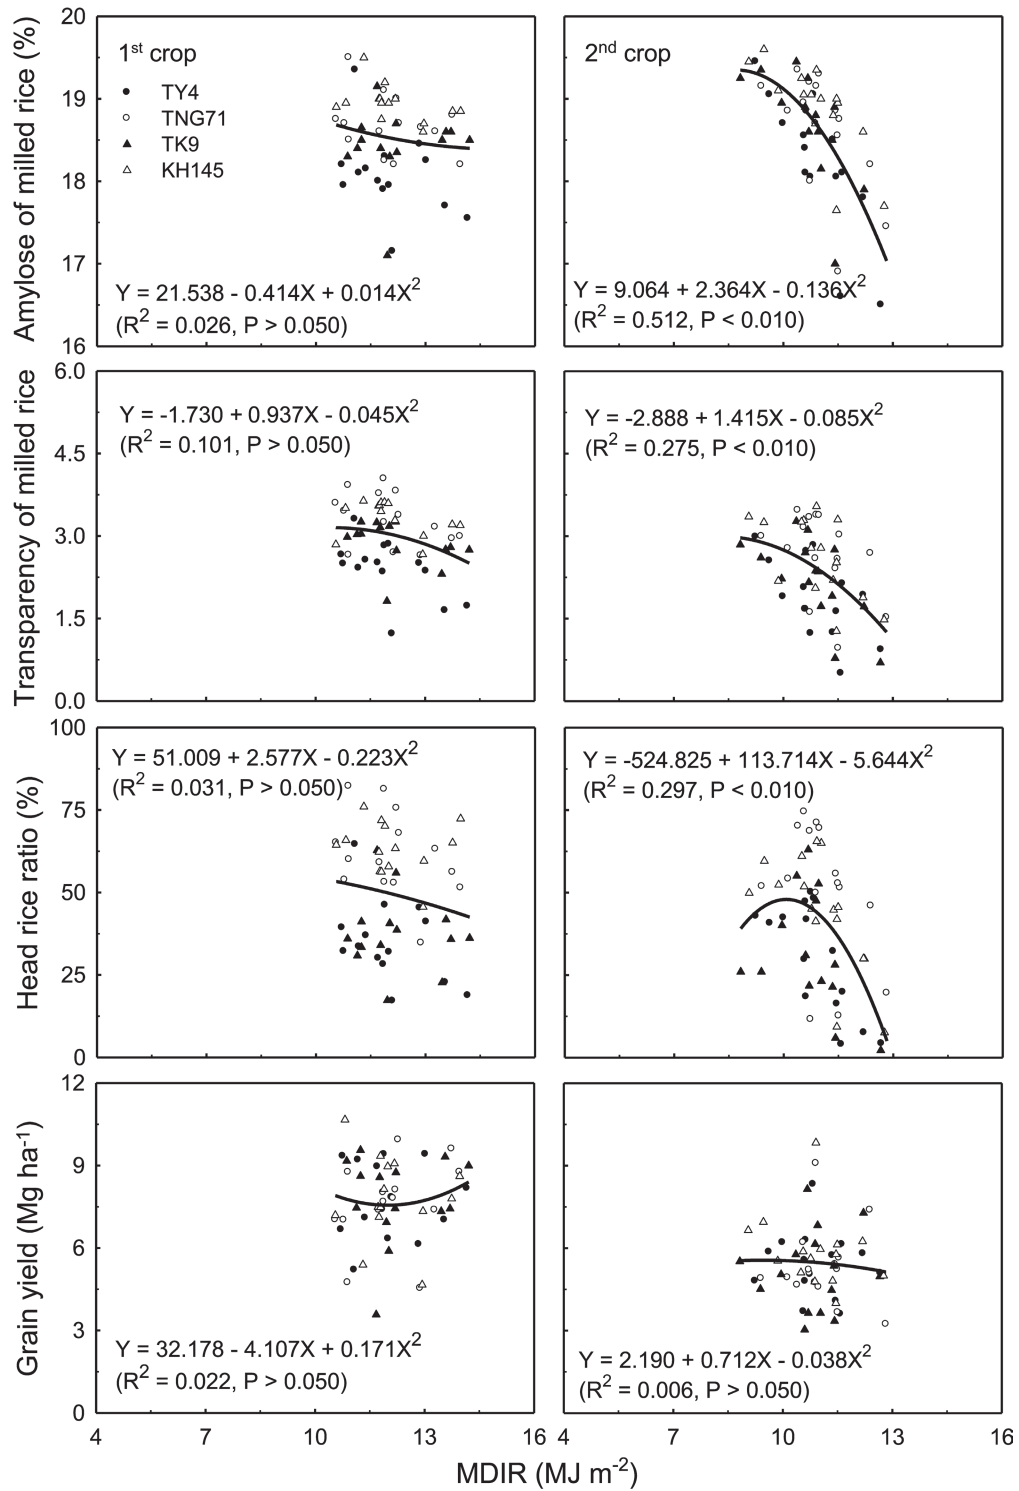 Amylose of milled rice (%)
20
19
18
17
16
1st crop
TY4
TNG71
TK9
KH145
Y = 21.538 - 0.414X + 0.014X2
(R2 = 0.026, P > 0.050)
2nd crop
Y = 9.064 + 2.364X - 0.136X2
(R2 = 0.512, P < 0.010)
Transparency of milled rice
6.0
4.5
3.0
1.5
0.0
Y = -1.730 + 0.937X - 0.045X2
(R2 = 0.101, P > 0.050)
Y = -2.888 + 1.415X - 0.085X2
(R2 = 0.275, P < 0.010)
Head rice ratio (%)
100
75
50
25
0
Y = 51.009 + 2.577X - 0.223X2
(R2 = 0.031, P > 0.050)
Y = -524.825 + 113.714X - 5.644X2
(R2 = 0.297, P < 0.010)
Grain yield (Mg ha-1)
12
9
6
3
0
Y = 32.178 - 4.107X + 0.171X2
(R2 = 0.022, P > 0.050)
Y = 2.190 + 0.712X - 0.038X2
(R2 = 0.006, P > 0.050)
4 7 10 13 16 4 7 10 13 16
MDIR (MJ m-2)